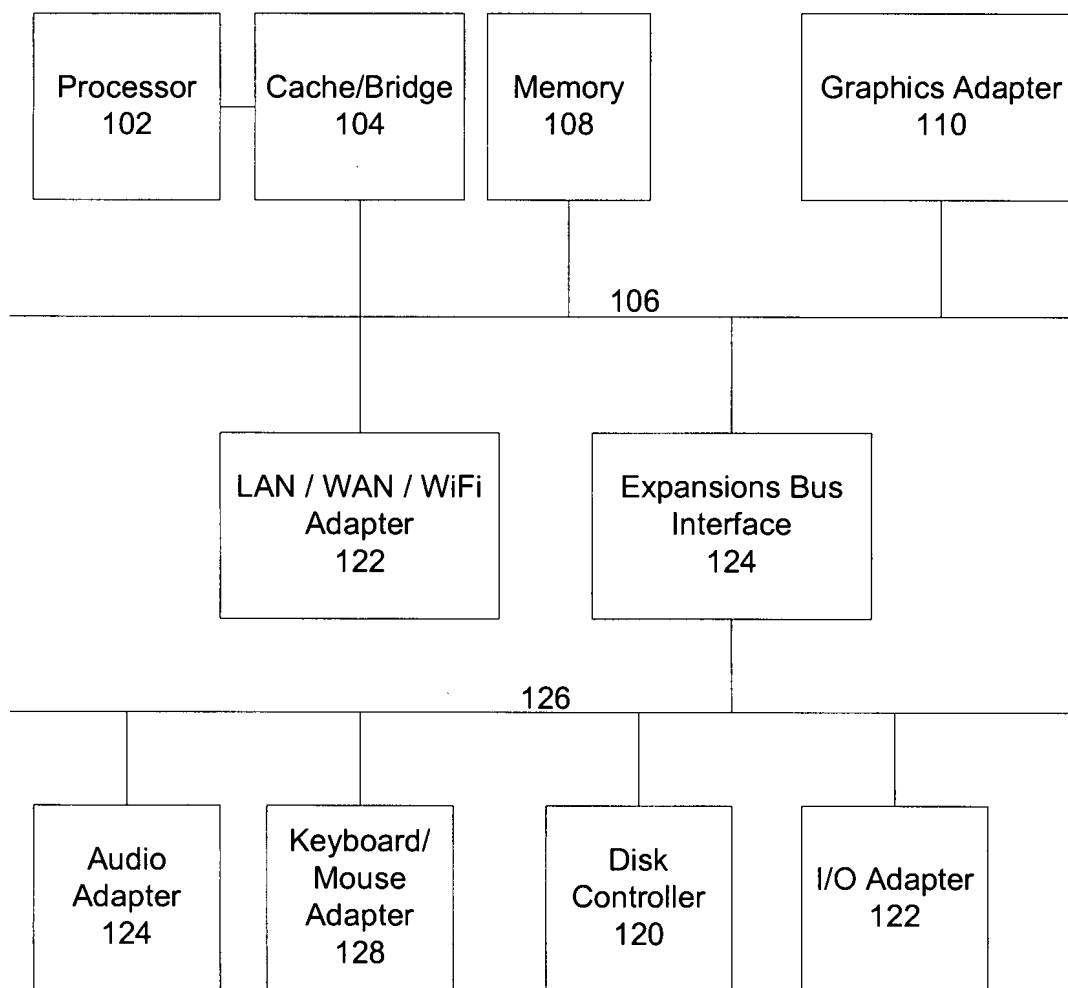 Processor
102
Cache/Bridge
104
Memory
108
Graphics Adapter
110
106
LAN / WAN / WiFi
Adapter
122
Expansions Bus
Interface
124
126
Audio
Adapter
124
Keyboard/
Mouse
Adapter
128
Disk
Controller
120
I/O Adapter
122